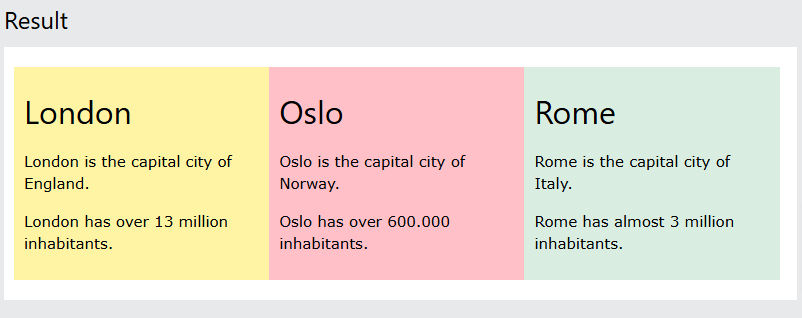 Result
London
London is the capital city of
England.
London has over 13 million
inhabitants.
Oslo
Oslo is the capital city of
Norway.
Oslo has over 600.000
inhabitants.
Rome
Rome is the capital city of
Italy.
Rome has almost 3 million
inhabitants.